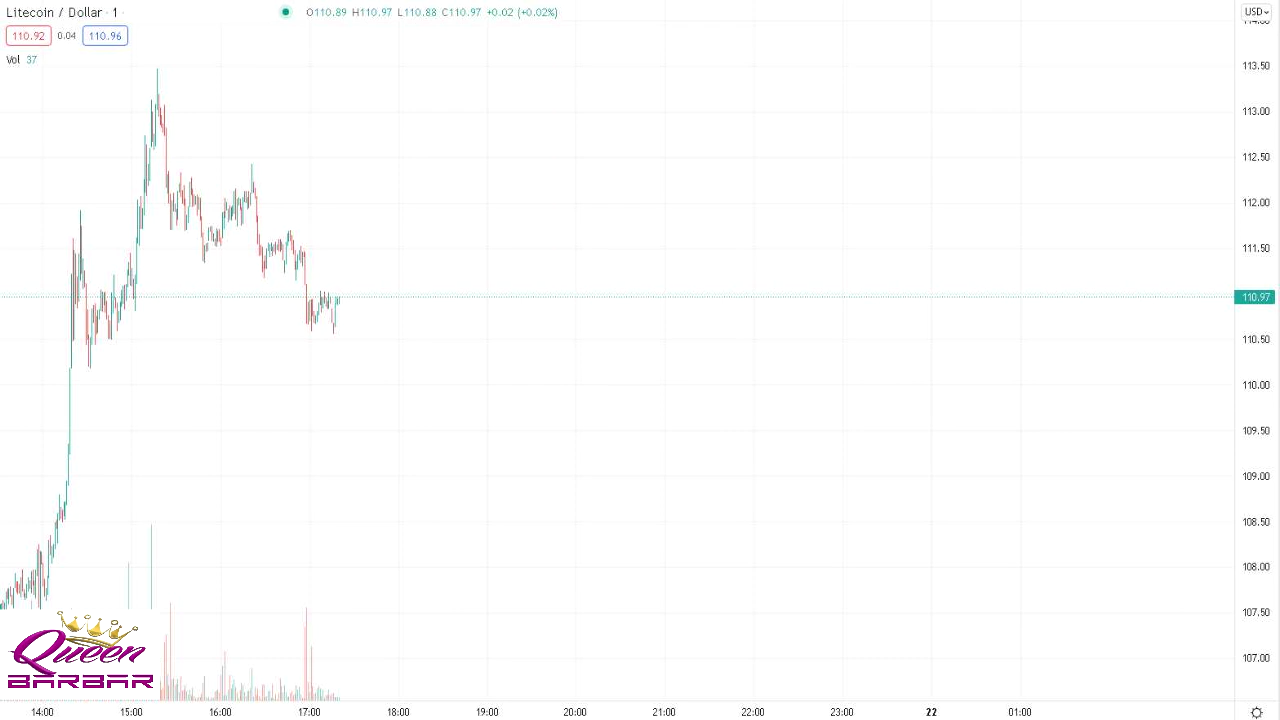 Litecoin / Dollar · 1 O110.89 H110.97 L110.88 C110.97 +0.02 (+0.02%)
USD
110.92 0.04 110.96
Vol 37
113.50
113.00
112.50
112.00
111.50
110.97
110.50
110.00
109.50
109.00
108.50
108.00
107.50
107.00
Queen
BARBAR
14:00 15:00 16:00 17:00 18:00 19:00 20:00 21:00 22:00 23:00 22 01:00